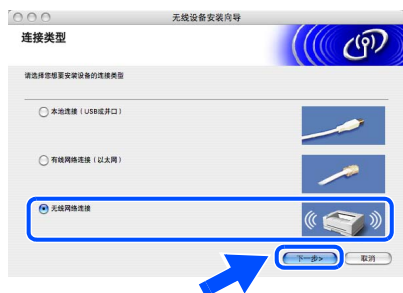 无线设备安装向导
连接类型
请选择您想要安装设备的连接类型
本地连接（USB或并口）
有线网络连接（以太网）
无线网络连接
下一步> 取消